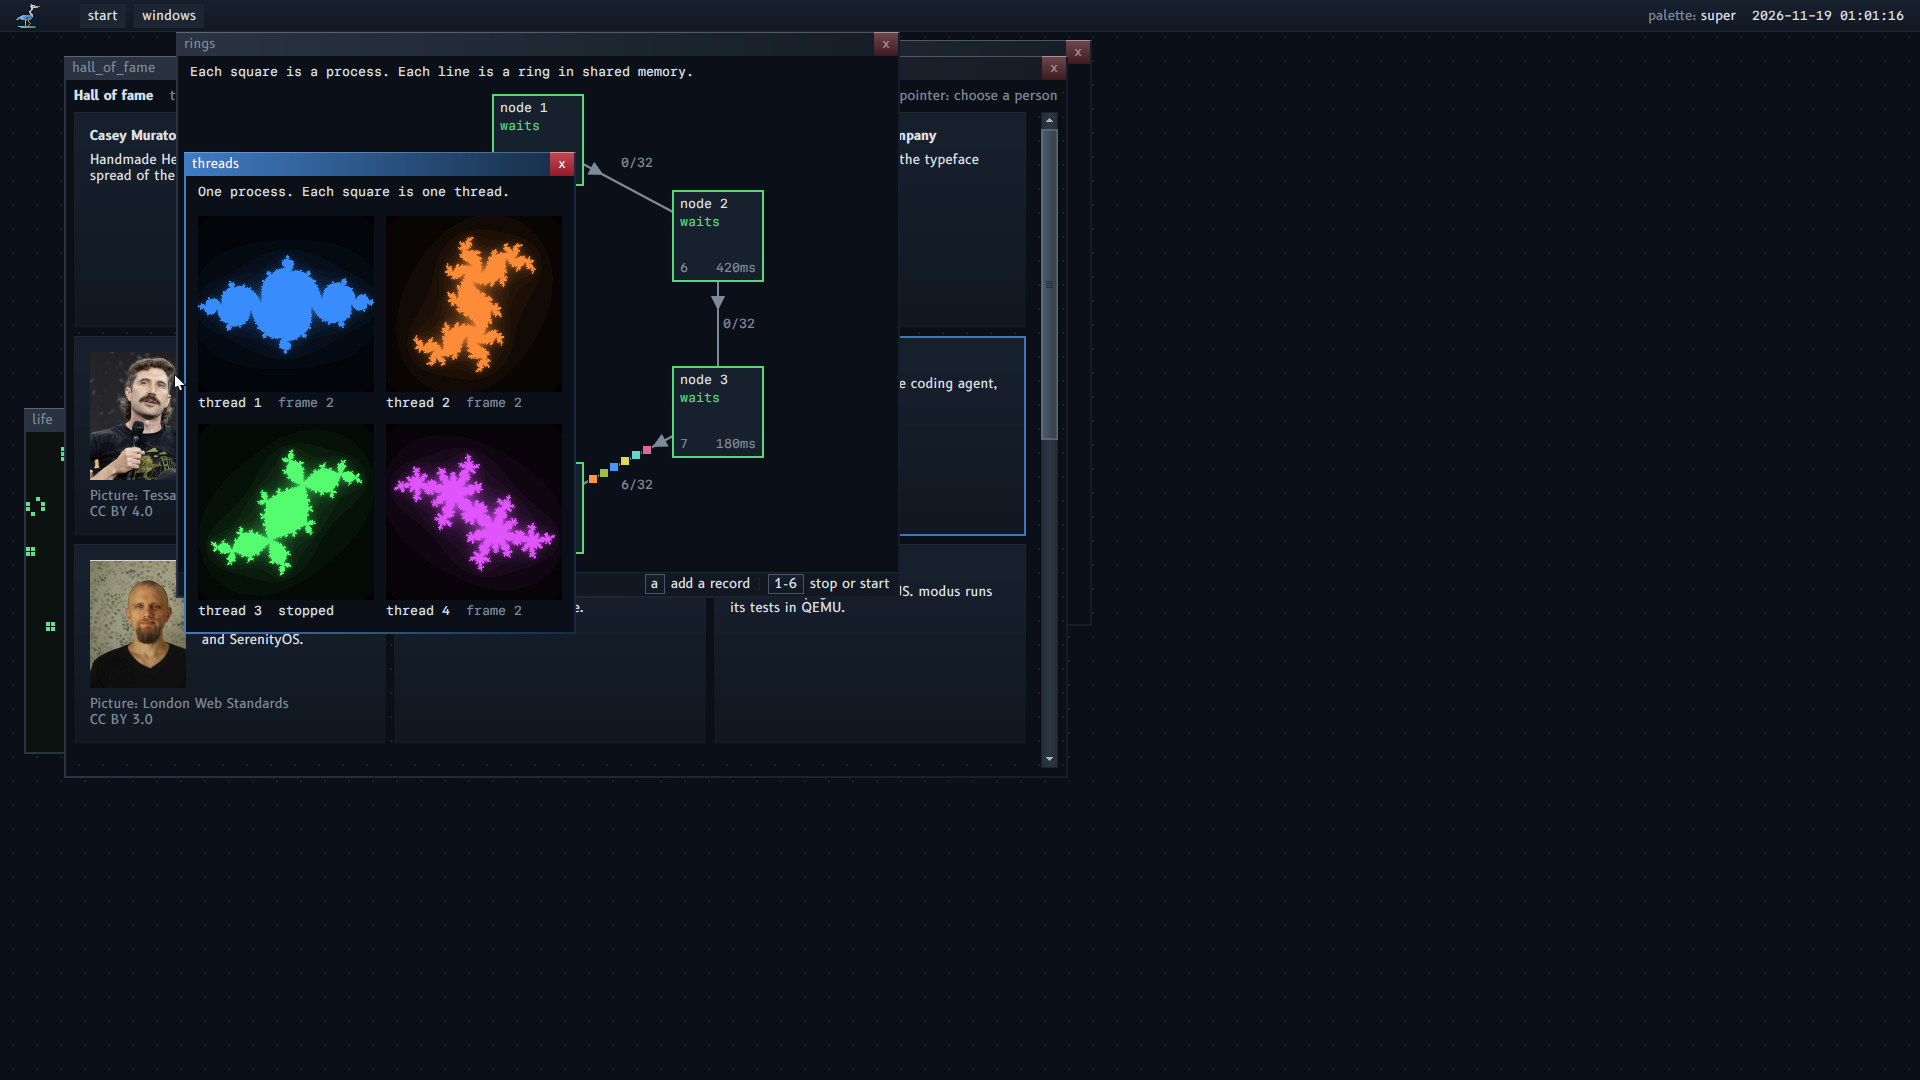 start windows palette: super 2026-11-19 01:01:16
rings x
x
hall_of_fame x
Each square is a process. Each line is a ring in shared memory.
Hall of fame pointer: choose a person
node 1
waits
0/32
Casey
Handmade
spread of the
the typeface
threads x
One process. Each square is one thread.
node 2
waits
6 420ms
0/32
thread 1 frame 2
thread 2 frame 2
node 3
waits
7 180ms
6/32
coding agent,
life
Picture: Tessa
CC BY 4.0
thread 3 stopped
thread 4 frame 2
a add a record 1-6 stop or start
modus runs
its tests in QEMU.
and SerenityOS.
Picture: London Web Standards
CC BY 3.0